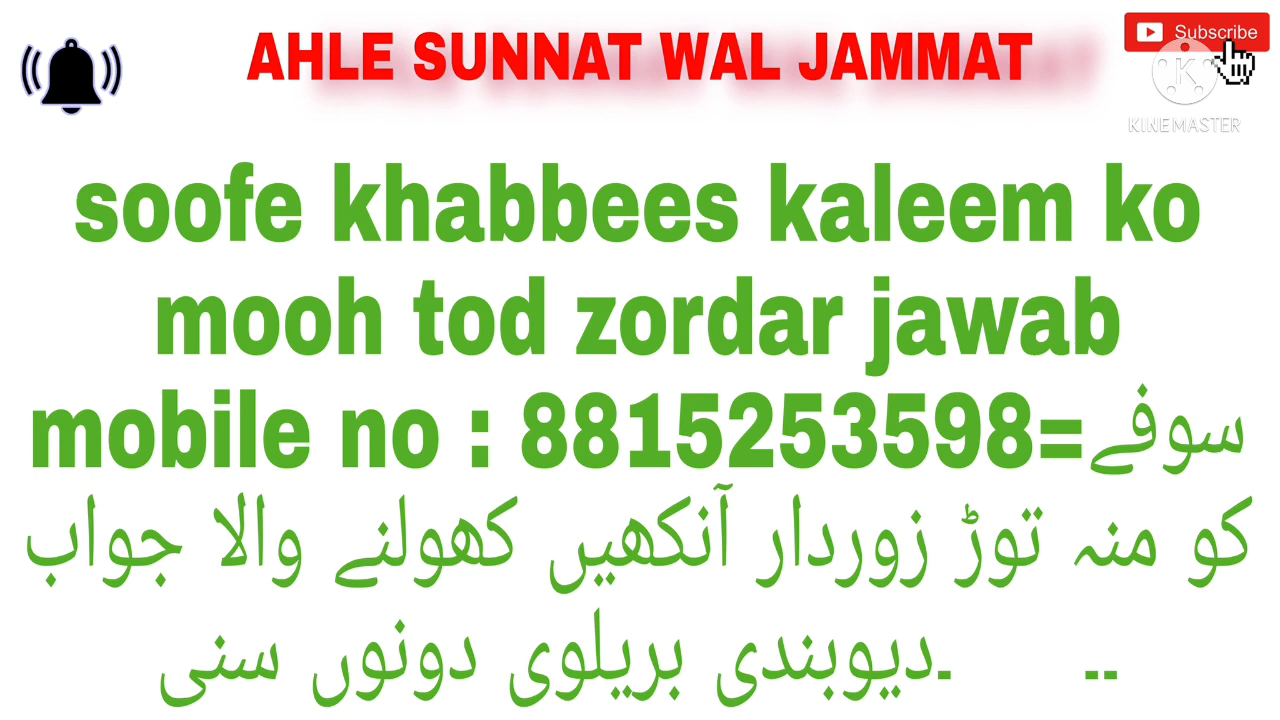 AHLE SUNNAT WAL JAMMAT
Subscribe
KINEMASTER
soofe khabbees kaleem ko
mooh tod zordar jawab
mobile no : 8815253598=سوفے
کو منہ توڑ زوردار آنکھیں کھولنے والا جواب
-- ۔دیوبندی بریلوی دونوں سنی